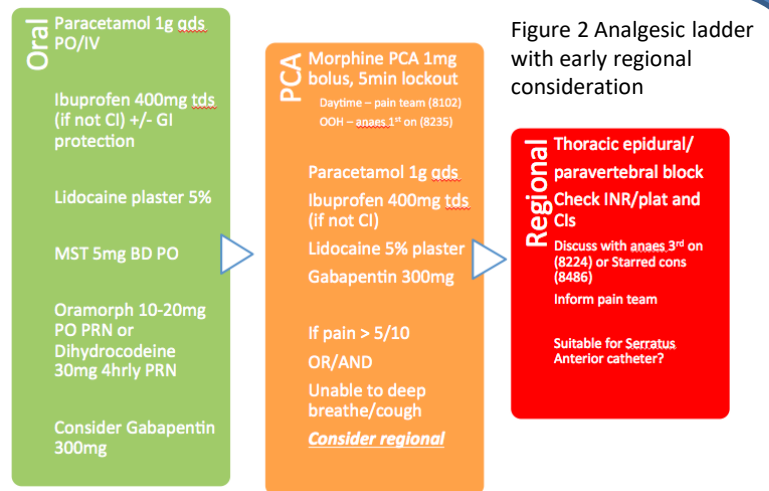 Oral
Paracetamol 1g qds
PO/IV
Ibuprofen 400mg tds
(if not CI) +/- GI
protection
Lidocaine plaster 5%
MST 5mg BD PO
Oramorph 10-20mg
PO PRN or
Dihydrocodeine
30mg 4hrly PRN
Consider Gabapentin
300mg
PCA
Morphine PCA 1mg
bolus, 5min lockout
Daytime – pain team (8102)
OOH – anaes 1st on (8235)
Paracetamol 1g qds
Ibuprofen 400mg tds
(if not CI)
Lidocaine 5% plaster
Gabapentin 300mg
If pain > 5/10
OR/AND
Unable to deep
breathe/cough
Consider regional
Figure 2 Analgesic ladder
with early regional
consideration
Regional
Thoracic epidural/
paravertebral block
Check INR/plat and
CIs
Discuss with anaes 3rd on
(8224) or Starred cons
(8486)
Inform pain team
Suitable for Serratus
Anterior catheter?